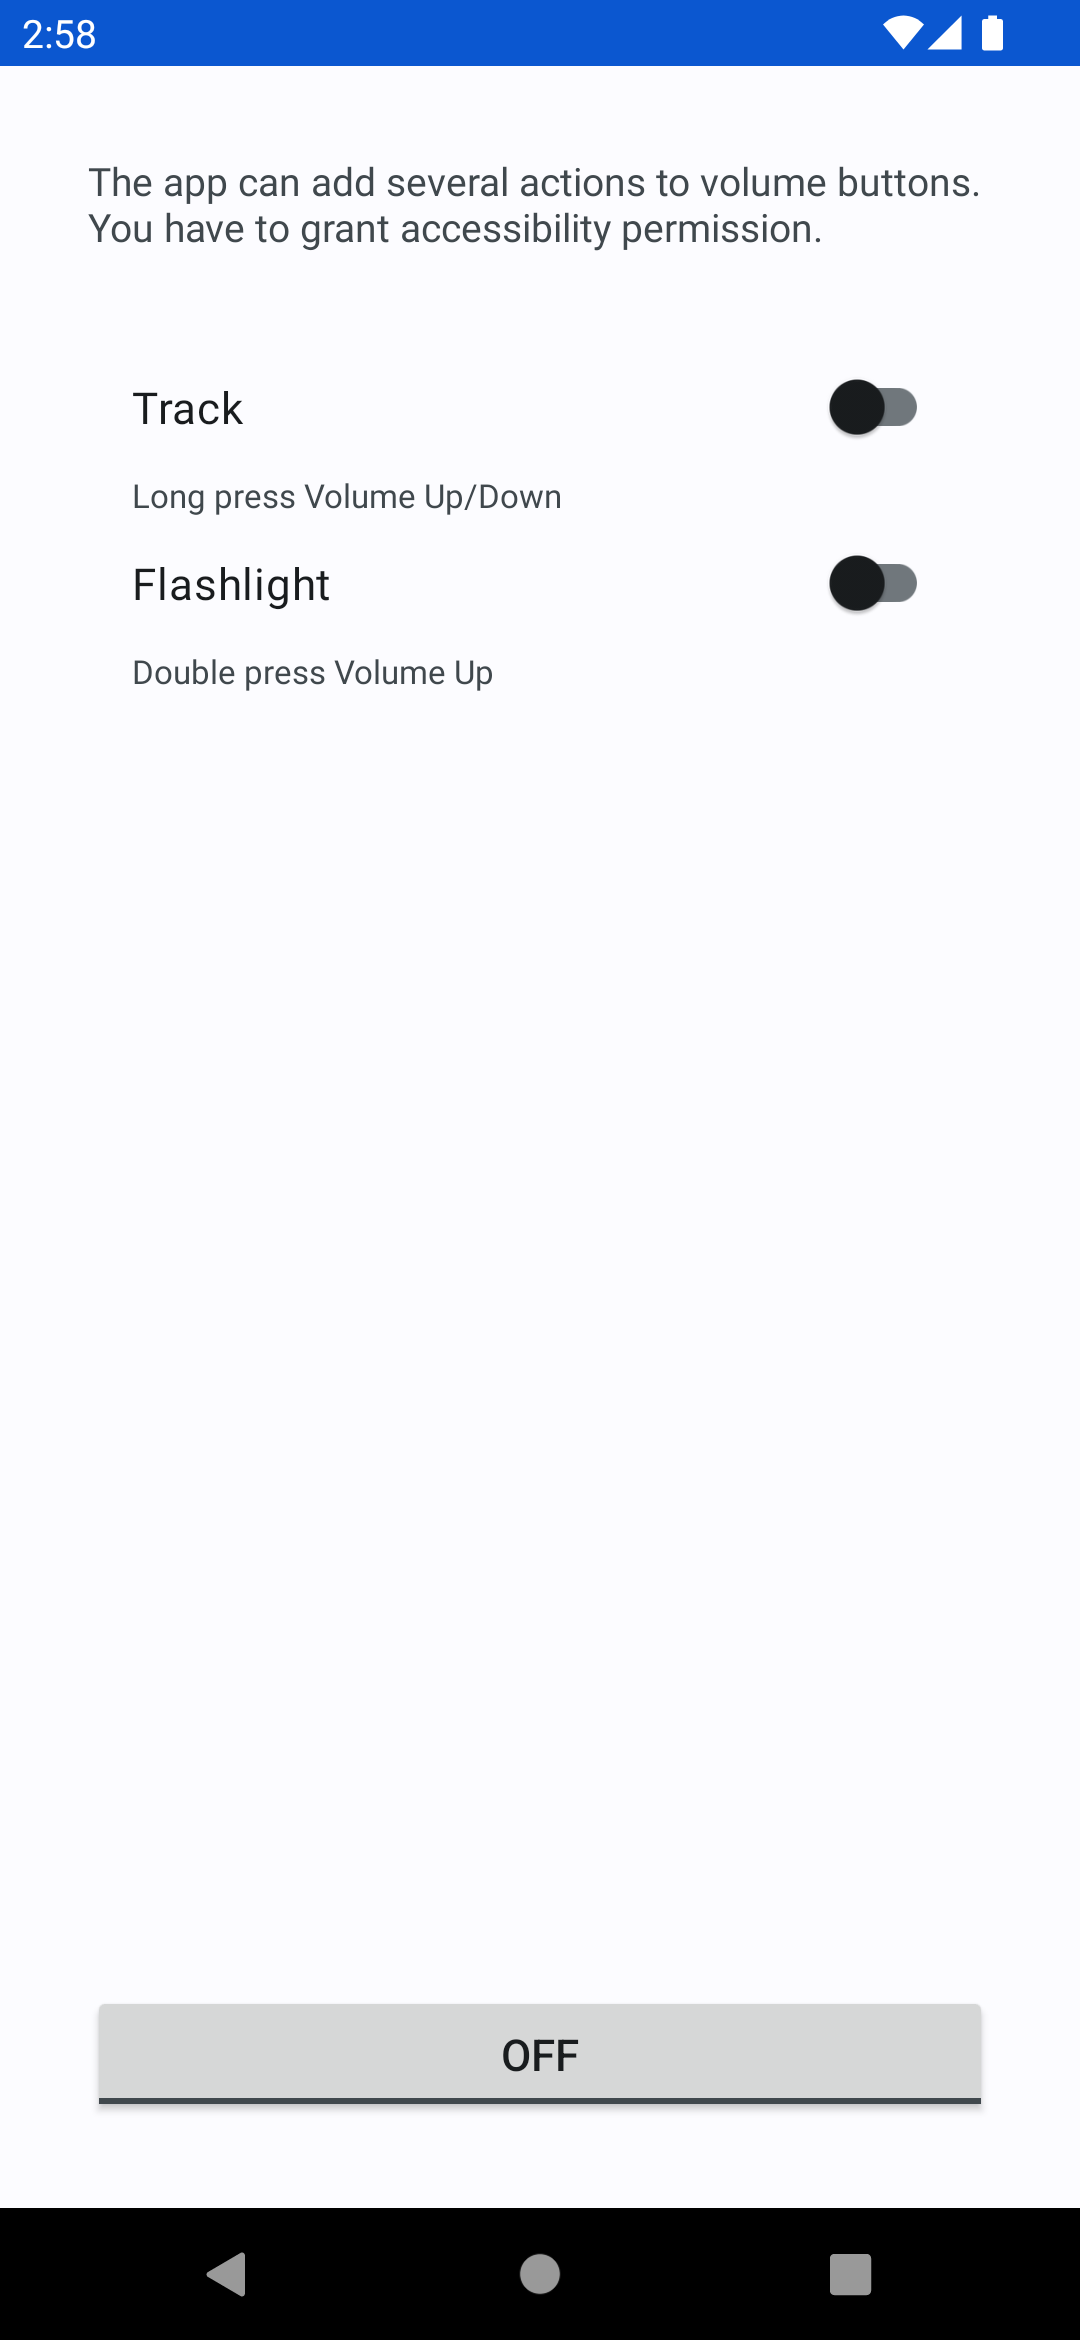 2:58
The app can add several actions to volume buttons.
You have to grant accessibility permission.
Track
Long press Volume Up/Down
Flashlight
Double press Volume Up
OFF